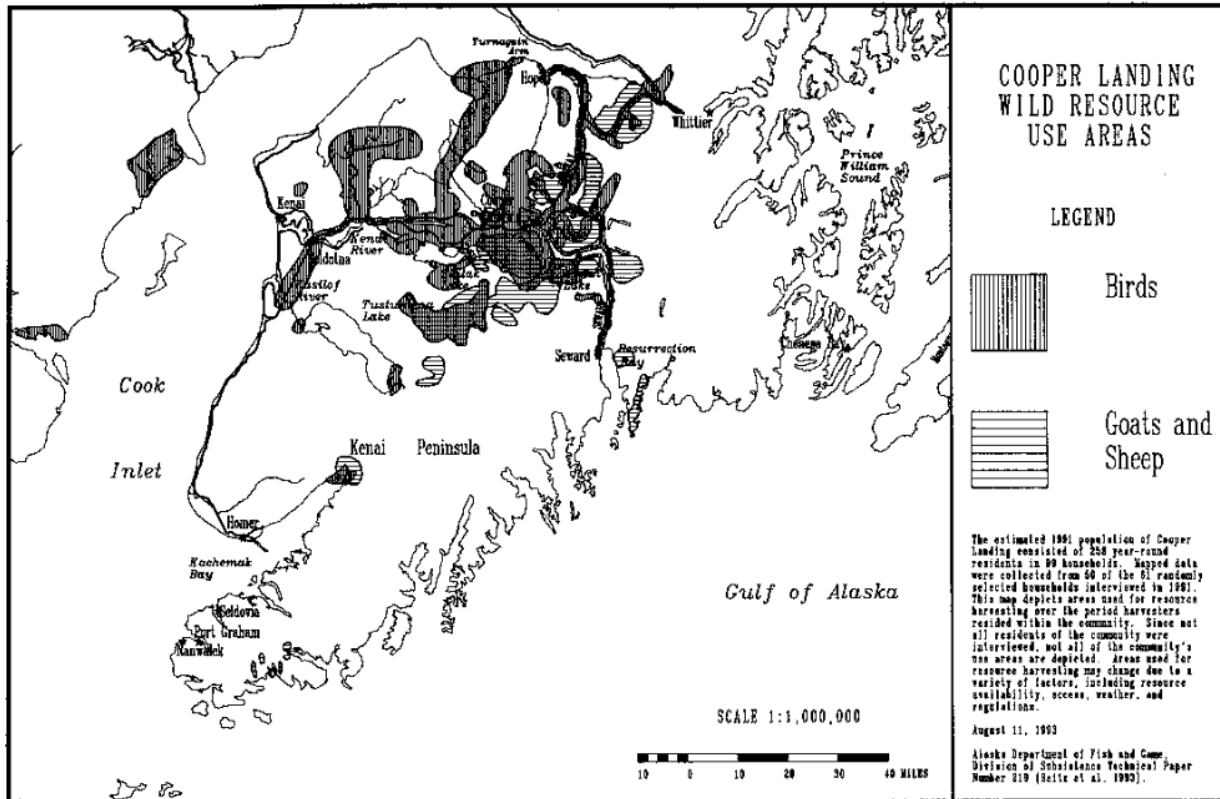 COOPER LANDING
WILD RESOURCE
USE AREAS
LEGEND
Birds
Goats and
Sheep
The estimated 1991 population of Cooper
Landing consisted of 258 year-round
residents in 99 households. Mapped data
were collected from 50 of the 61 randomly
selected households interviewed in 1991.
This map depicts areas used for resource
harvesting over the period harvesters
resided within the community. Since not
all residents of the community were
interviewed, not all of the community's
use areas are depicted. Areas used for
resource harvesting may change due to a
variety of factors, including resource
availability, access, weather, and
regulations.
August 11, 1993
Alaska Department of Fish and Game,
Division of Subsistence Technical Paper
Number 219 (Seitz et al. 1993).
Turnagain
Arm
Hope
Whittier
Prince
William
Sound
Kenai
Kenai
River
Kasilof
River
Tustumena
Lake
Lake
Seward
Resurrection
Bay
Chenega Bay
Cook
Inlet
Kenai Peninsula
Homer
Kachemak
Bay
Seldovia
Port Graham
Nanwalek
Gulf of Alaska
SCALE 1:1,000,000
10 0 10 20 30 40 MILES